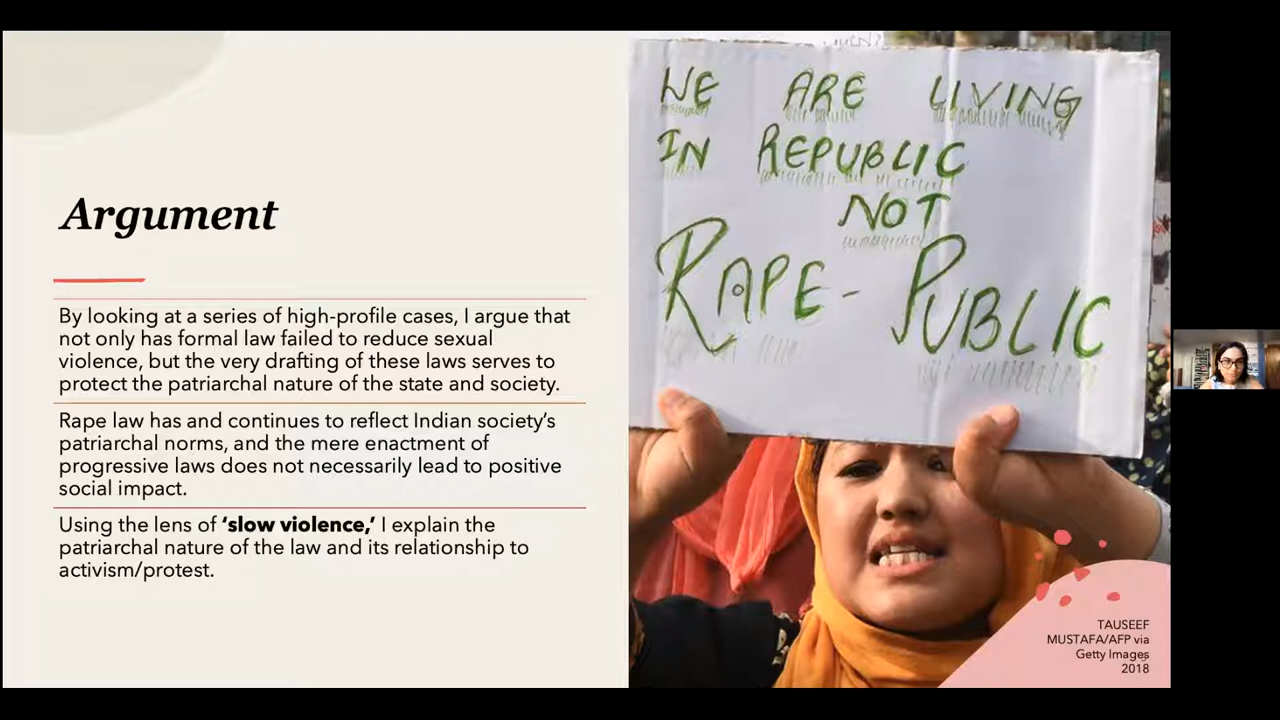 Argument
By looking at a series of high-profile cases, I argue that
not only has formal law failed to reduce sexual
violence, but the very drafting of these laws serves to
protect the patriarchal nature of the state and society.
Rape law has and continues to reflect Indian society’s
patriarchal norms, and the mere enactment of
progressive laws does not necessarily lead to positive
social impact.
Using the lens of ‘slow violence,’ I explain the
patriarchal nature of the law and its relationship to
activism/protest.
WE ARE LIVING
IN REPUBLIC
NOT
RAPE-PUBLIC
TAUSEEF
MUSTAFA/AFP via
Getty Images
2018